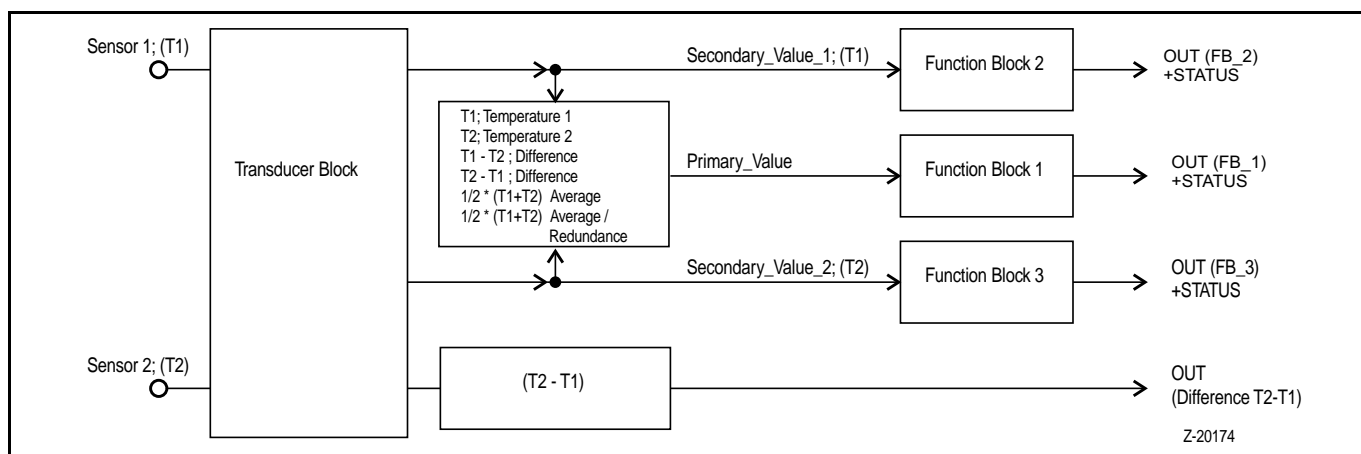 Sensor 1; (T1)
Transducer Block
Secondary_Value_1; (T1)
Function Block 2
OUT (FB_2)
+STATUS
T1; Temperature 1
T2; Temperature 2
T1 - T2 ; Difference
T2 - T1 ; Difference
1/2 * (T1+T2) Average
1/2 * (T1+T2) Average /
Redundance
Primary_Value
Function Block 1
OUT (FB_1)
+STATUS
Secondary_Value_2; (T2)
Function Block 3
OUT (FB_3)
+STATUS
Sensor 2; (T2)
(T2 - T1)
OUT
(Difference T2-T1)
Z-20174